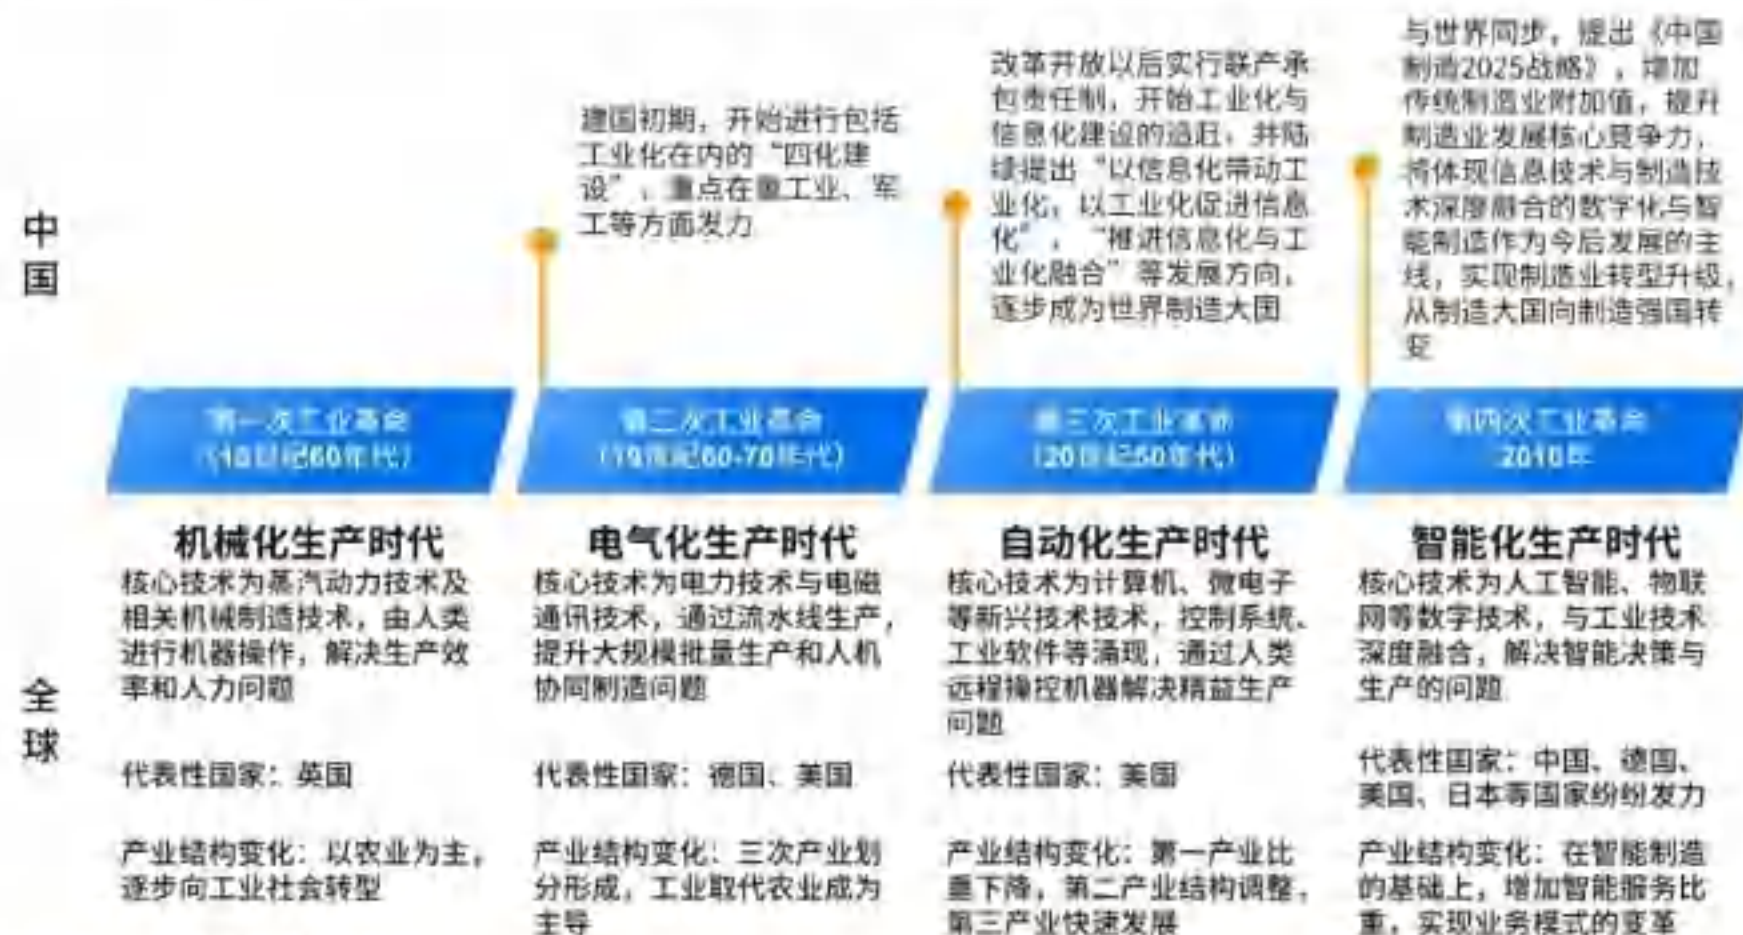 中
国
建国初期，开始进行包括
工业化在内的“四化建
设”，重点在重工业、军
工等方面发力
改革开放以后实行联产承
包责任制，开始工业化与
信息化建设的追赶，并陆
续提出“以信息化带动工
业化，以工业化促进信息
化”，“推进信息化与工
业化融合”等发展方向，
逐步成为世界制造大国
与世界同步，提出《中国
制造2025战略》，增加
传统制造业附加值，提升
制造业发展核心竞争力，
将体现信息技术与制造技
术深度融合的数字化与智
能制造作为今后发展的主
线，实现制造业转型升级，
从制造大国向制造强国转
变
第一次工业革命
（18世纪60年代）
第二次工业革命
（19世纪60-70年代）
第三次工业革命
（20世纪50年代）
第四次工业革命
2010年
全
球
机械化生产时代
核心技术为蒸汽动力技术及
相关机械制造技术，由人类
进行机器操作，解决生产效
率和人力问题
代表性国家：英国
产业结构变化：以农业为主，
逐步向工业社会转型
电气化生产时代
核心技术为电力技术与电磁
通讯技术，通过流水线生产，
提升大规模批量生产和人机
协同制造问题
代表性国家：德国、美国
产业结构变化：三次产业划
分形成，工业取代农业成为
主导
自动化生产时代
核心技术为计算机、微电子
等新兴技术技术，控制系统、
工业软件等涌现，通过人类
远程操控机器解决精益生产
问题
代表性国家：美国
产业结构变化：第一产业比
重下降，第二产业结构调整，
第三产业快速发展
智能化生产时代
核心技术为人工智能、物联
网等数字技术，与工业技术
深度融合，解决智能决策与
生产的问题
代表性国家：中国、德国、
美国、日本等国家纷纷发力
产业结构变化：在智能制造
的基础上，增加智能服务比
重，实现业务模式的变革